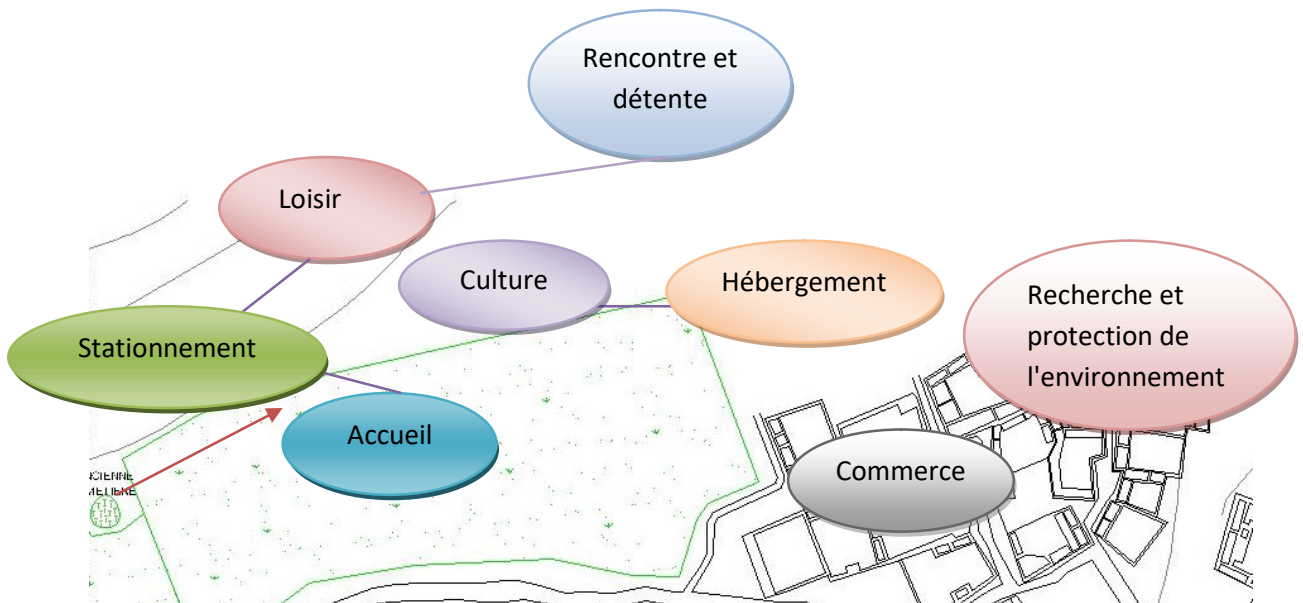 Rencontre et
détente
Loisir
Culture
Hébergement
Recherche et
protection de
l'environnement
Stationnement
Accueil
Commerce